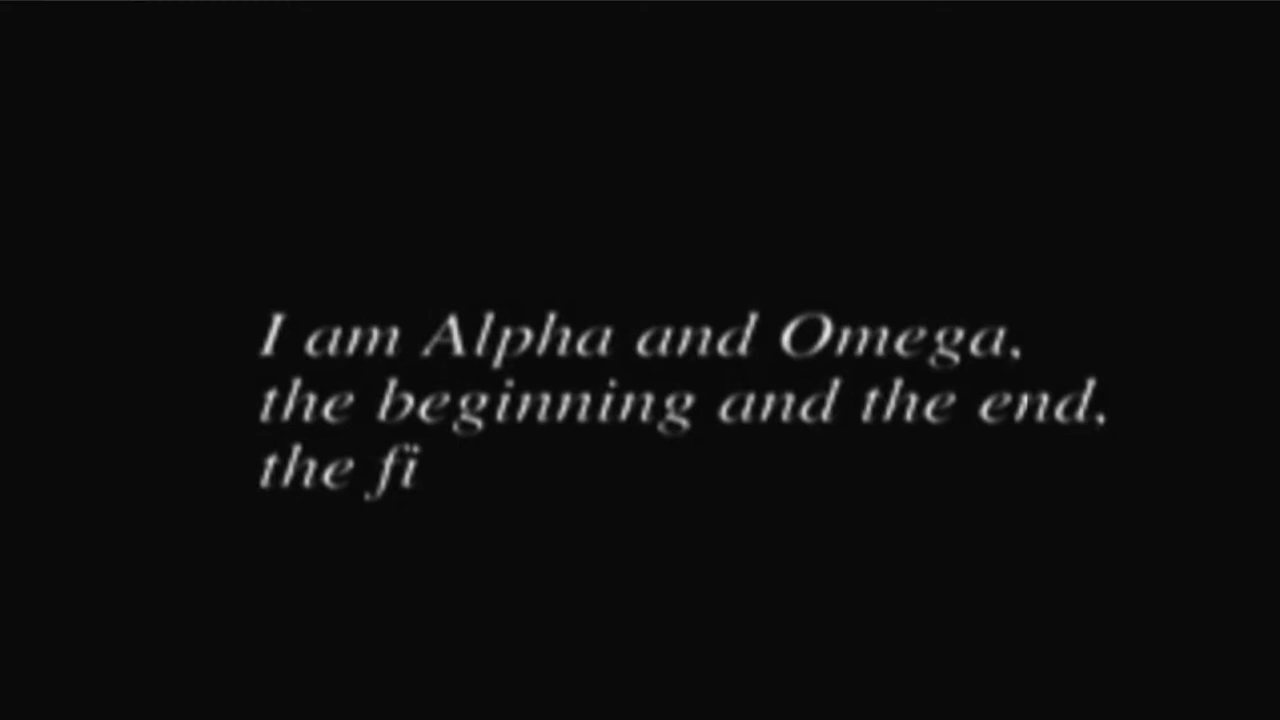 I am Alpha and Omega,
the beginning and the end,
the fi